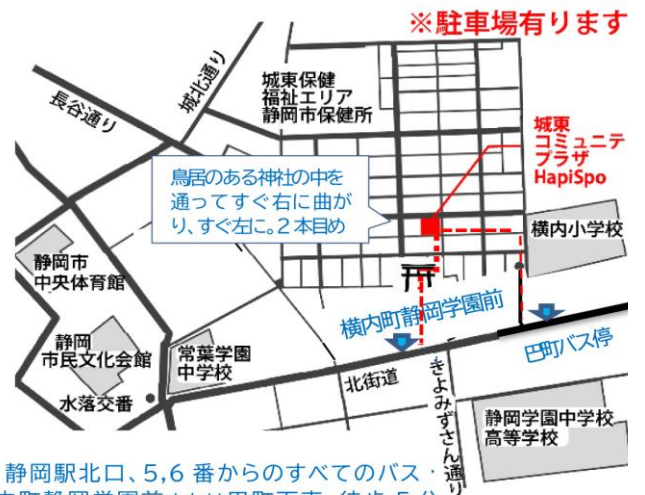 ※駐車場有ります
城北通り
長谷通り
城東保健
福祉エリア
静岡市保健所
城東
コミュニテ
プラザ
HapiSpo
鳥居のある神社の中を
通ってすぐ右に曲が
り、すぐ左に。2本目め
横内小学校
静岡市
中央体育館
横内町静岡学園前
巴町バス停
静岡
市民文化会館
常葉学園
中学校
北街道
水落交番
きよみずさん通り
静岡学園中学校
高等学校
静岡駅北口、5,6 番からのすべてのバス・